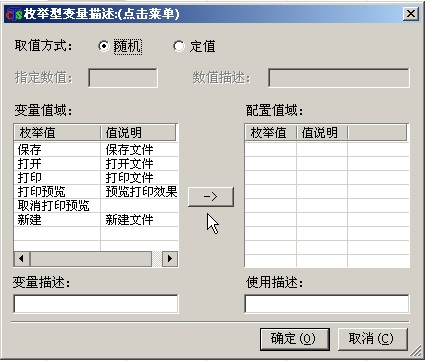 CS 枚举型变量描述:(点击菜单)
取值方式: 随机 定值
指定数值: 数值描述:
变量值域: 配置值域:
枚举值 值说明 枚举值 值说明
保存 保存文件
打开 打开文件
打印 打印文件
打印预览 预览打印效果
->
取消打印预览
新建 新建文件
变量描述: 使用描述:
确定(O) 取消(C)